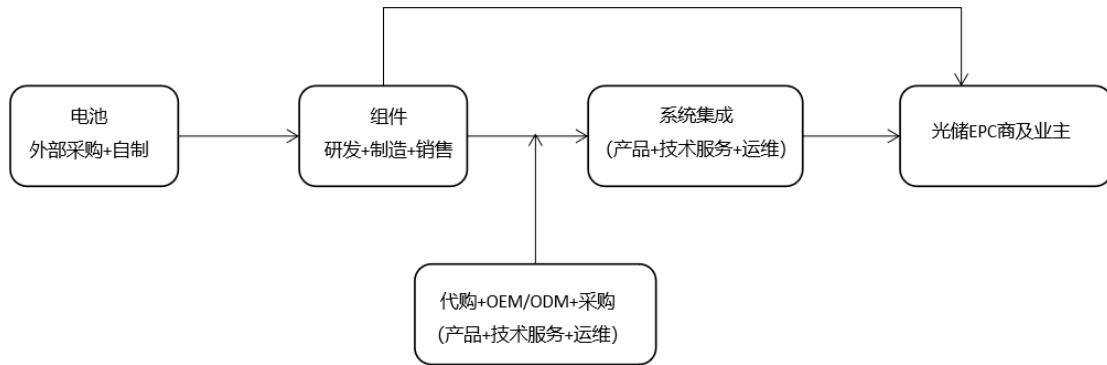 电池
外部采购+自制
组件
研发+制造+销售
系统集成
(产品+技术服务+运维)
光储EPC商及业主
代购+OEM/ODM+采购
(产品+技术服务+运维)